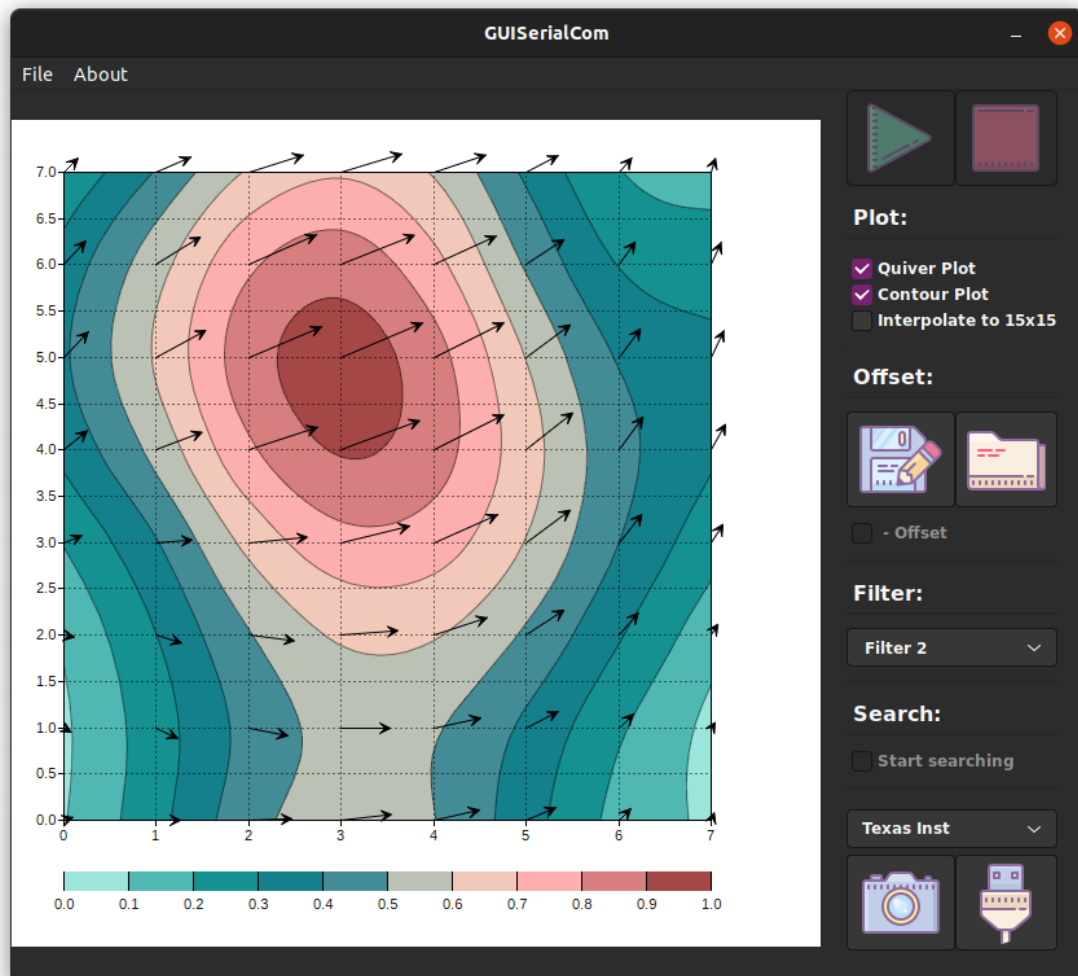 GUISerialCom
File About
7.0
6.5
6.0
5.5
5.0
4.5
4.0
3.5
3.0
2.5
2.0
1.5
1.0
0.5
0.0
0 1 2 3 4 5 6 7
0.0 0.1 0.2 0.3 0.4 0.5 0.6 0.7 0.8 0.9 1.0
Plot:
Quiver Plot
Contour Plot
Interpolate to 15x15
Offset:
- Offset
Filter:
Filter 2
Search:
Start searching
Texas Inst